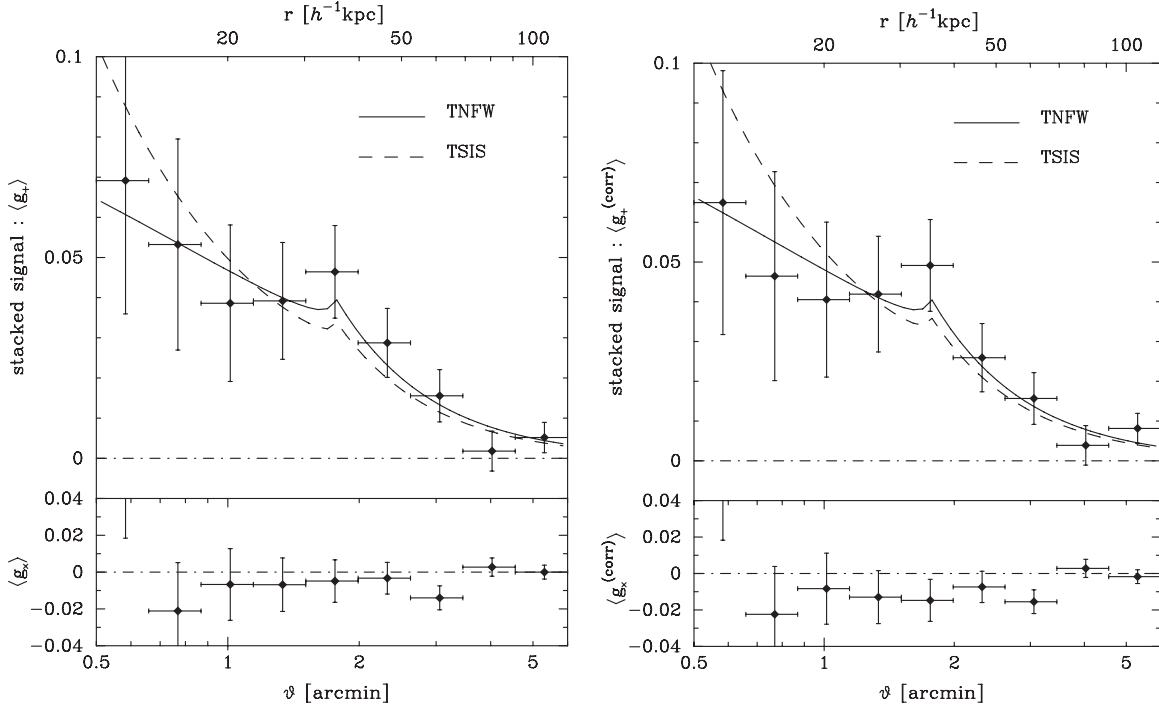 r [h⁻¹kpc]
20 50 100
0.1
TNFW
TSIS
0.05
0
stacked signal : ⟨g₊⟩
0.04
0.02
0
−0.02
−0.04
⟨gₓ⟩
0.5 1 2 5
ϑ [arcmin]
r [h⁻¹kpc]
20 50 100
0.1
TNFW
TSIS
0.05
0
stacked signal : ⟨g₊⁽ᶜᵒʳʳ⁾⟩
0.04
0.02
0
−0.02
−0.04
⟨gₓ⁽ᶜᵒʳʳ⁾⟩
0.5 1 2 5
ϑ [arcmin]